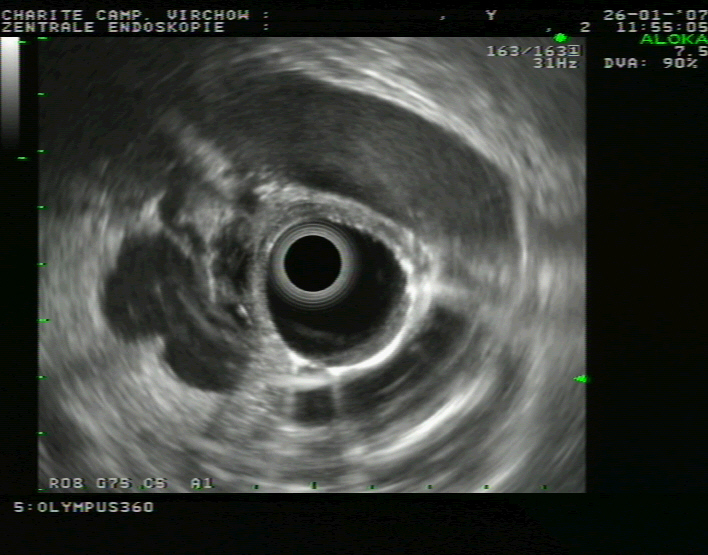 CHARITE CAMP. VIRCHOW : , Y 26-01-'07
ZENTRALE ENDOSKOPIE : , 2 11:55:05
ALOKA
163/163 7.5
31Hz DVA: 90%
R08 G75 C5 A1
5:OLYMPUS360